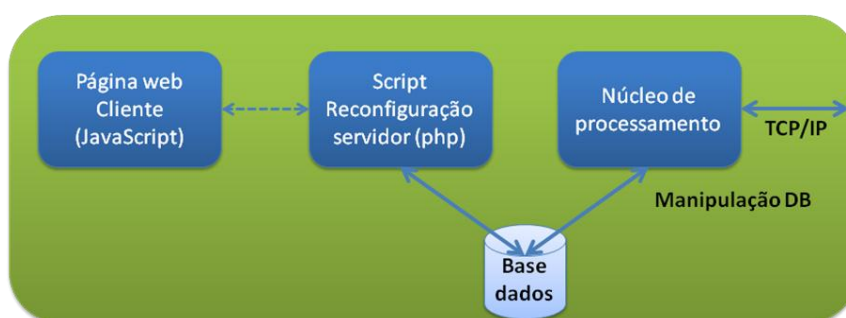 Página web
Cliente
(JavaScript)
Script
Reconfiguração
servidor (php)
Núcleo de
processamento
TCP/IP
Manipulação DB
Base
dados